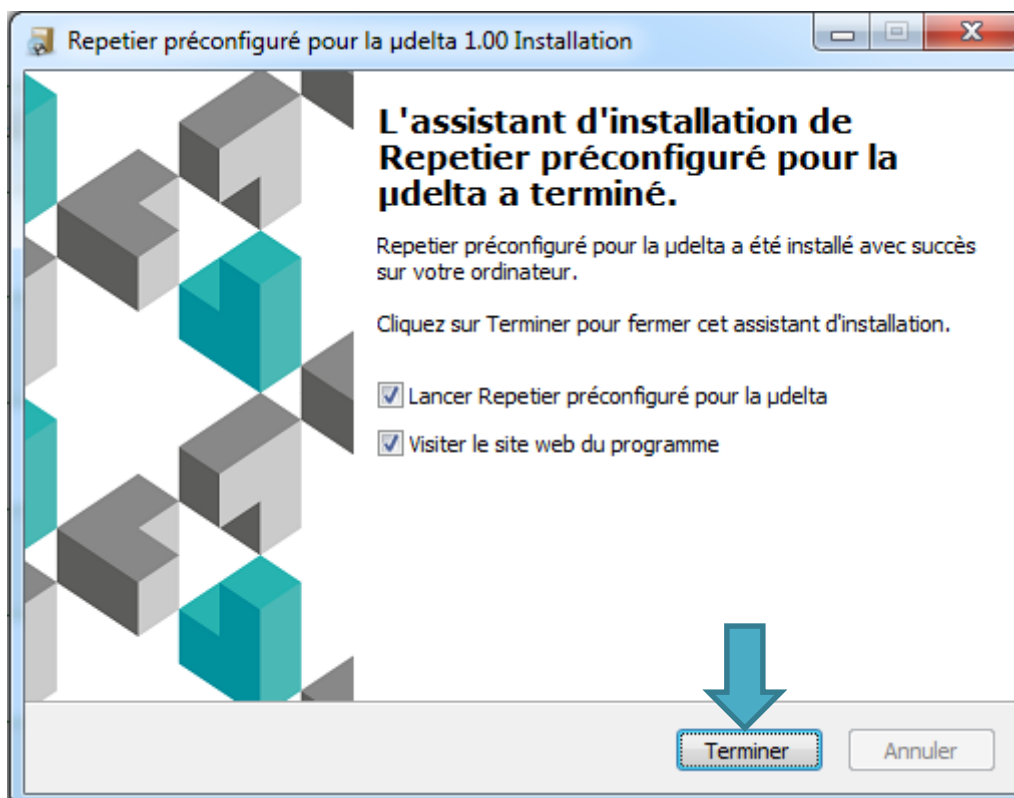 Repetier préconfiguré pour la µdelta 1.00 Installation
L'assistant d'installation de
Repetier préconfiguré pour la
µdelta a terminé.
Repetier préconfiguré pour la µdelta a été installé avec succès
sur votre ordinateur.
Cliquez sur Terminer pour fermer cet assistant d'installation.
Lancer Repetier préconfiguré pour la µdelta
Visiter le site web du programme
Terminer
Annuler